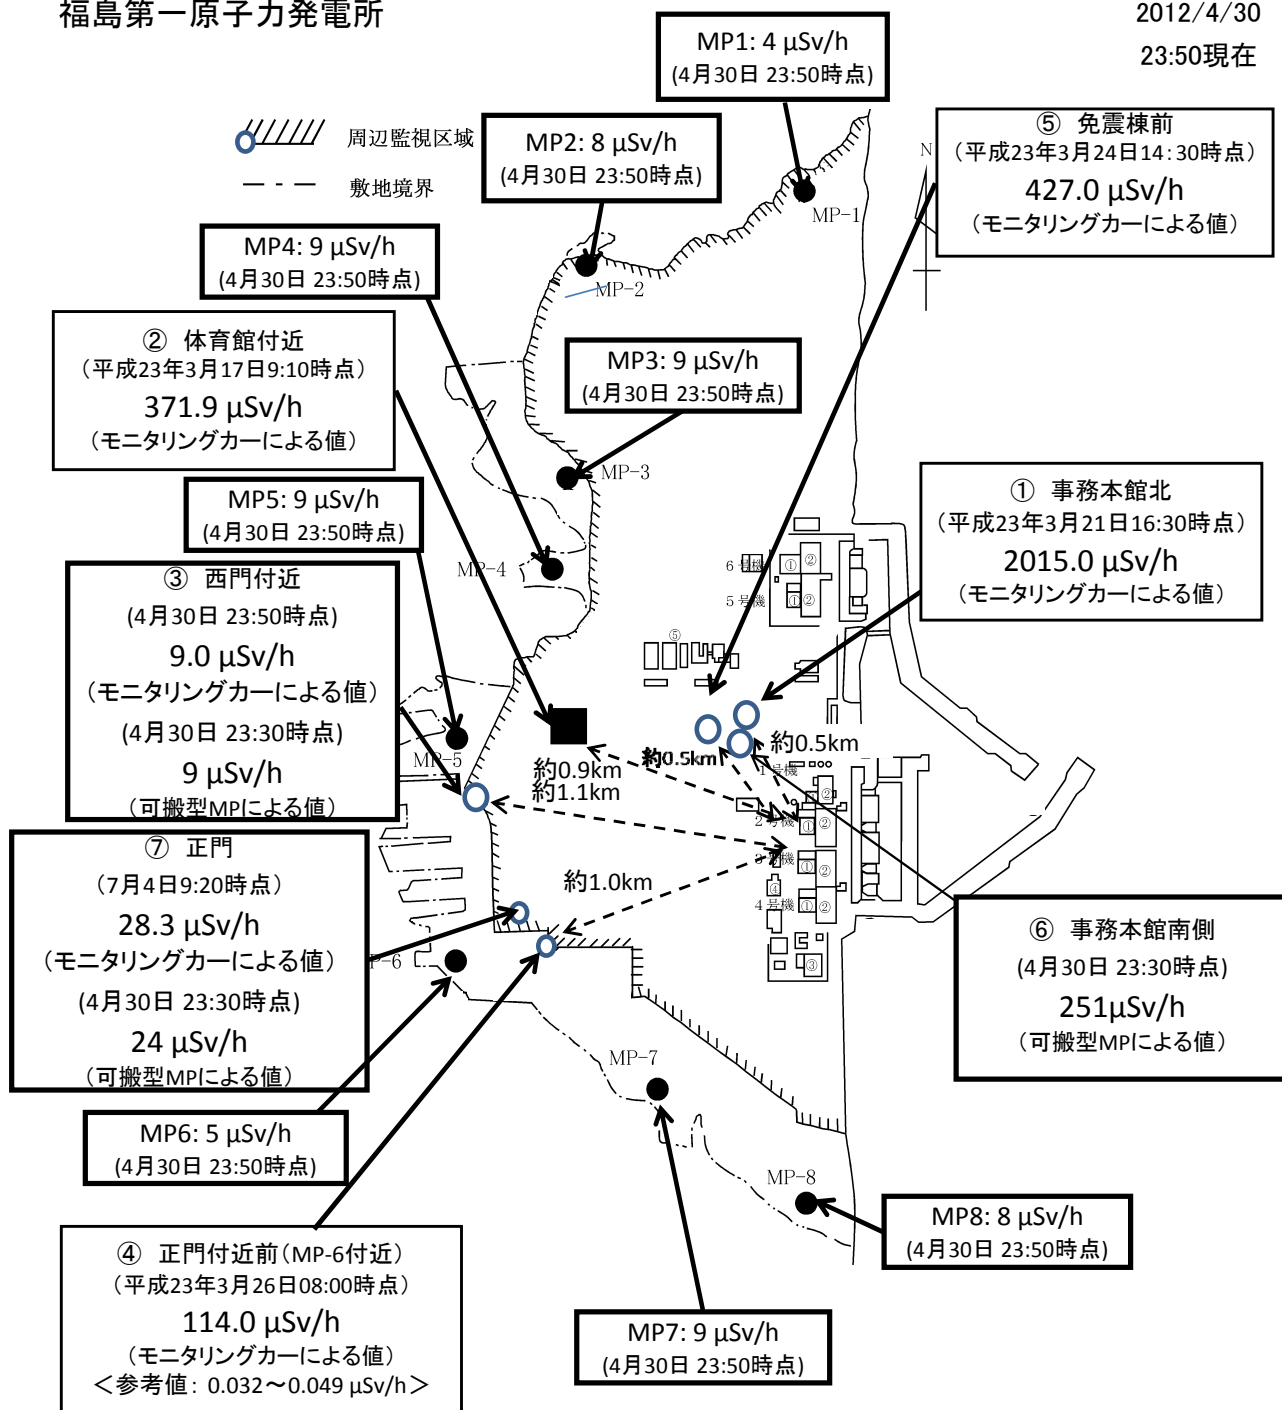 福島第一原子力発電所
2012/4/30
23:50現在
MP1: 4 μSv/h
(4月30日 23:50時点)
周辺監視区域
敷地境界
MP2: 8 μSv/h
(4月30日 23:50時点)
⑤ 免震棟前
(平成23年3月24日14:30時点)
427.0 μSv/h
(モニタリングカーによる値)
N
MP-1
MP4: 9 μSv/h
(4月30日 23:50時点)
MP-2
② 体育館付近
(平成23年3月17日9:10時点)
371.9 μSv/h
(モニタリングカーによる値)
MP3: 9 μSv/h
(4月30日 23:50時点)
MP-3
MP5: 9 μSv/h
(4月30日 23:50時点)
① 事務本館北
(平成23年3月21日16:30時点)
2015.0 μSv/h
(モニタリングカーによる値)
MP-4
6号機
① ②
5号機
① ②
③ 西門付近
(4月30日 23:50時点)
9.0 μSv/h
(モニタリングカーによる値)
(4月30日 23:30時点)
9 μSv/h
(可搬型MPによる値)
⑤
MP-5
約0.9km
約1.1km
約0.5km
約0.5km
1号機
②
2号機
① ②
3号機
① ②
④
4号機
① ②
③
約1.0km
⑦ 正門
(7月4日9:20時点)
28.3 μSv/h
(モニタリングカーによる値)
(4月30日 23:30時点)
24 μSv/h
(可搬型MPによる値)
P-6
⑥ 事務本館南側
(4月30日 23:30時点)
251μSv/h
(可搬型MPによる値)
MP-7
MP6: 5 μSv/h
(4月30日 23:50時点)
MP-8
MP8: 8 μSv/h
(4月30日 23:50時点)
④ 正門付近前(MP-6付近)
(平成23年3月26日08:00時点)
114.0 μSv/h
(モニタリングカーによる値)
<参考値: 0.032~0.049 μSv/h>
MP7: 9 μSv/h
(4月30日 23:50時点)